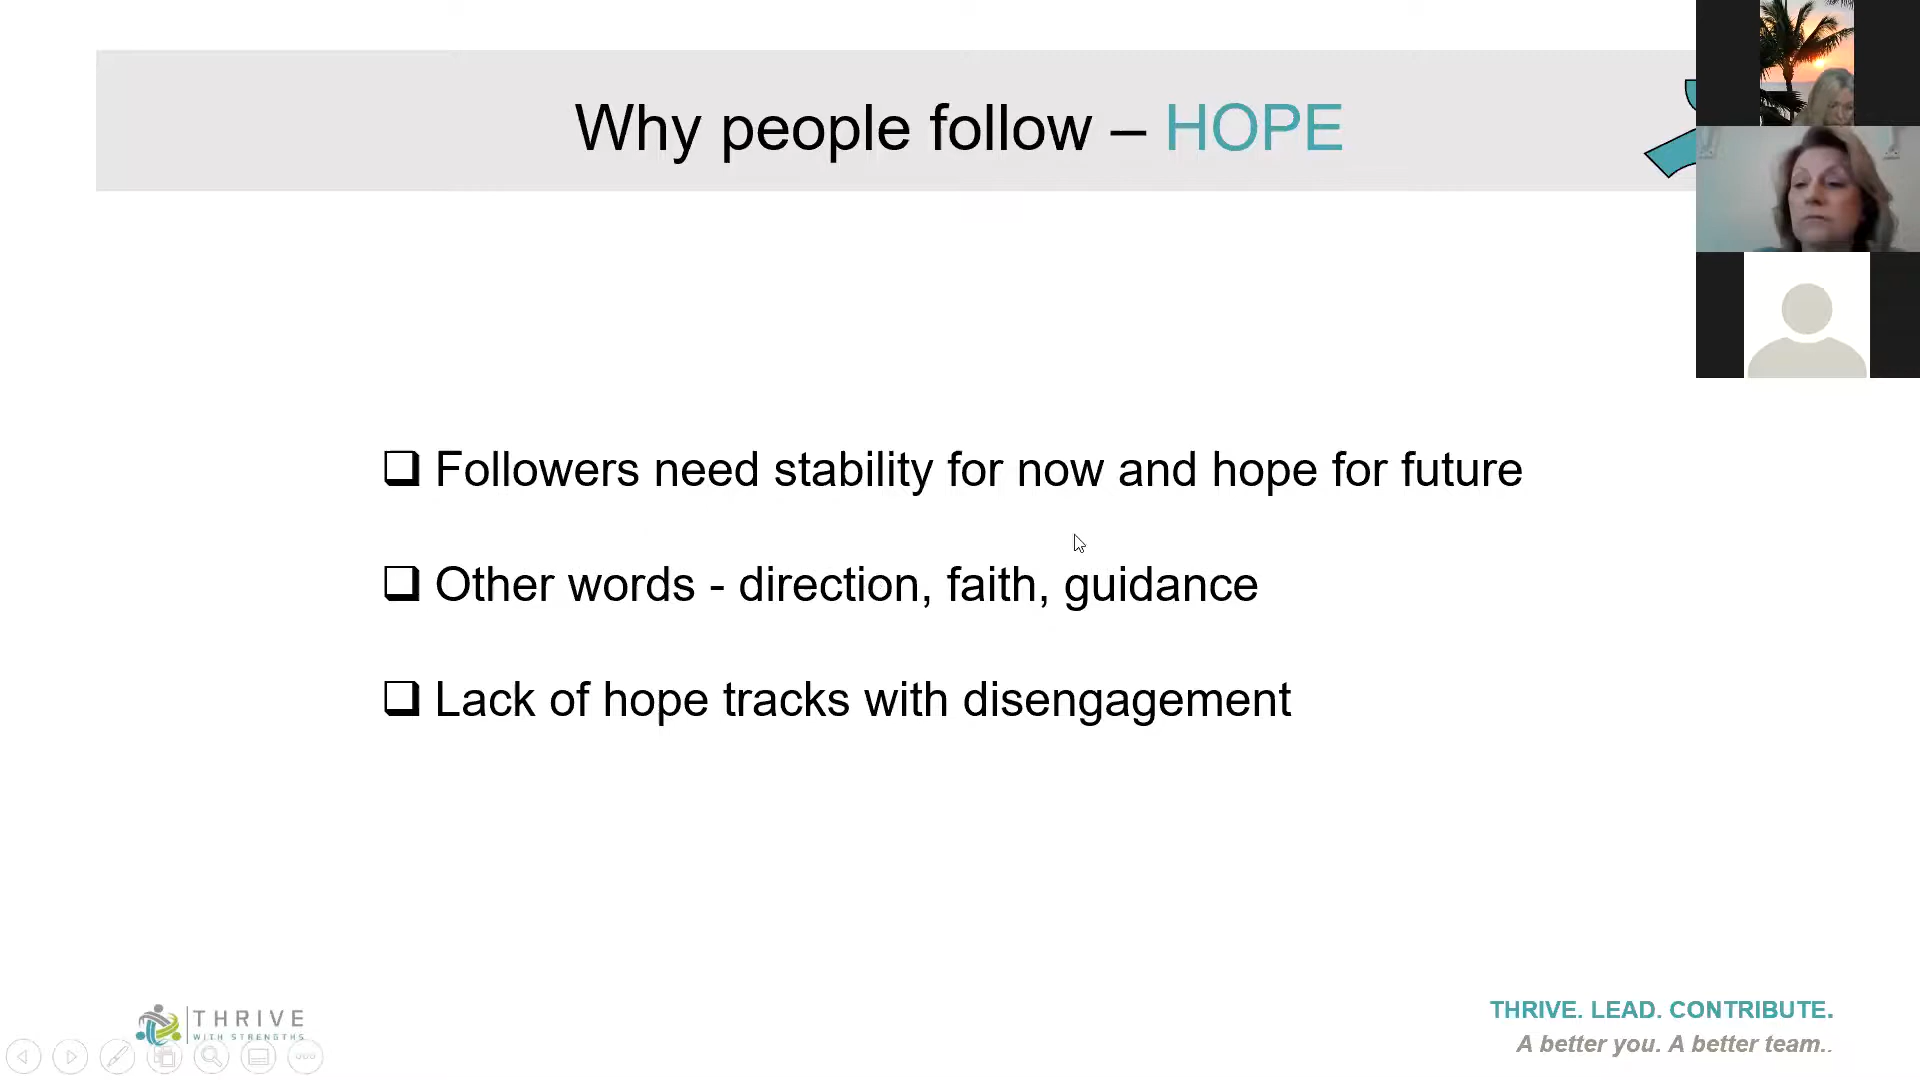 Why people follow – HOPE
❑ Followers need stability for now and hope for future
❑ Other words - direction, faith, guidance
❑ Lack of hope tracks with disengagement
THRIVE
WITH STRENGTHS
THRIVE. LEAD. CONTRIBUTE.
A better you. A better team..